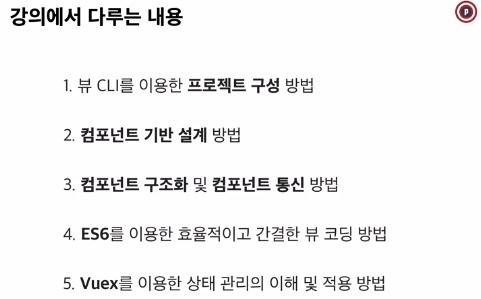 강의에서 다루는 내용
P
1. 뷰 CLI를 이용한 프로젝트 구성 방법
2. 컴포넌트 기반 설계 방법
3. 컴포넌트 구조화 및 컴포넌트 통신 방법
4. ES6를 이용한 효율적이고 간결한 뷰 코딩 방법
5. Vuex를 이용한 상태 관리의 이해 및 적용 방법